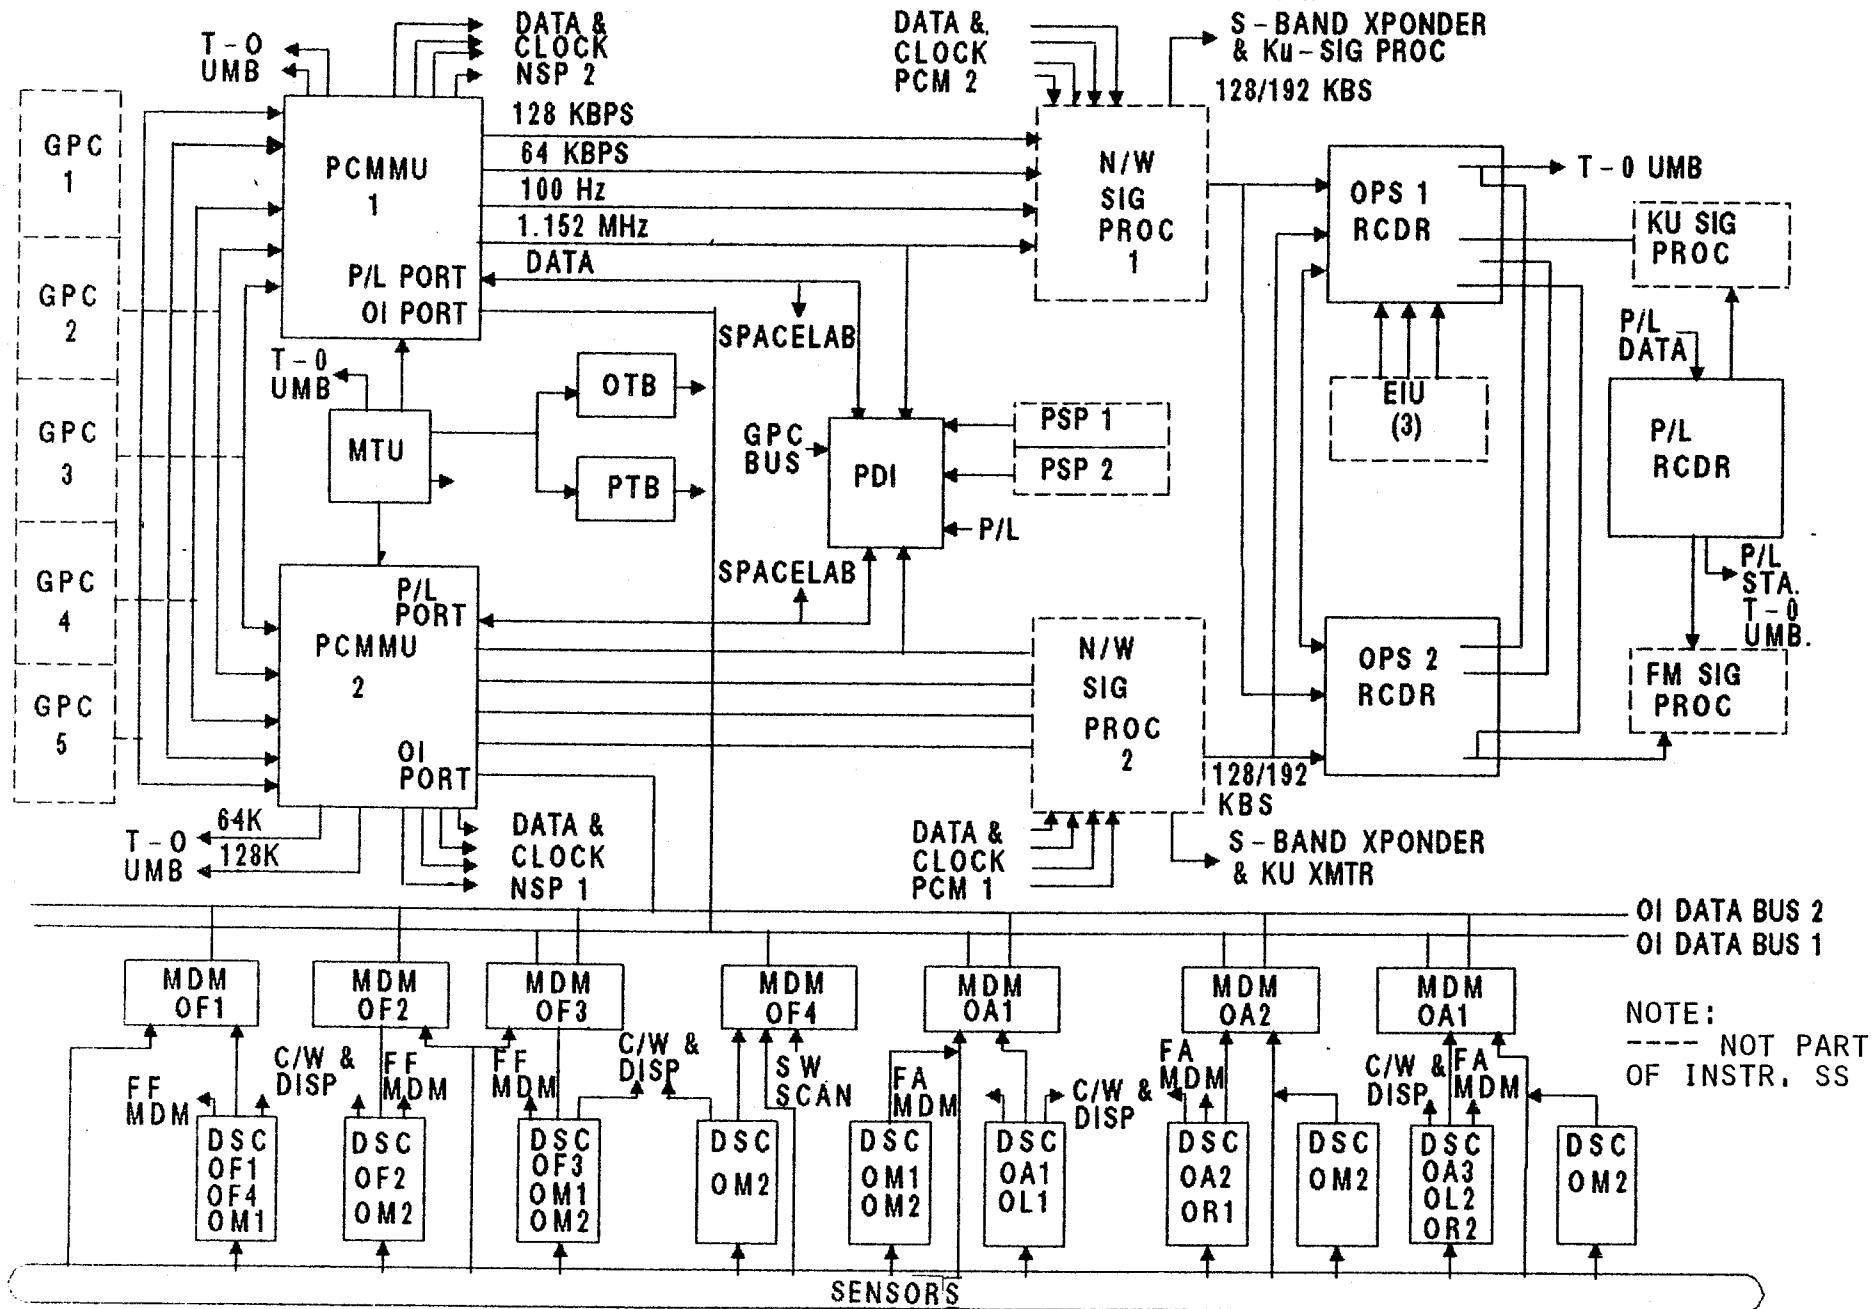 T-0
UMB
DATA &
CLOCK
NSP 2
DATA &
CLOCK
PCM 2
S-BAND XPONDER
& Ku-SIG PROC
128/192 KBS
GPC
1
GPC
2
GPC
3
GPC
4
GPC
5
PCMMU
1
P/L PORT
OI PORT
128 KBPS
64 KBPS
100 Hz
1.152 MHz
DATA
SPACELAB
N/W
SIG
PROC
1
OPS 1
RCDR
T-0 UMB
KU SIG
PROC
P/L
DATA
T-0
UMB
MTU
OTB
PTB
GPC
BUS
PDI
PSP 1
PSP 2
P/L
SPACELAB
EIU
(3)
P/L
RCDR
P/L
STA.
T-0
UMB.
P/L
PORT
PCMMU
2
OI
PORT
N/W
SIG
PROC
2
OPS 2
RCDR
FM SIG
PROC
128/192
KBS
64K
T-0
UMB
128K
DATA &
CLOCK
NSP 1
DATA &
CLOCK
PCM 1
S-BAND XPONDER
& KU XMTR
OI DATA BUS 2
OI DATA BUS 1
MDM
OF1
MDM
OF2
MDM
OF3
MDM
OF4
MDM
OA1
MDM
OA2
MDM
OA1
NOTE:
---- NOT PART
OF INSTR. SS
FF
MDM
C/W &
DISP
FF
MDM
FF
MDM
C/W &
DISP
SW
SCAN
FA
MDM
C/W &
DISP
FA
MDM
C/W &
DISP
FA
MDM
DSC
OF1
OF4
OM1
DSC
OF2
OM2
DSC
OF3
OM1
OM2
DSC
OM2
DSC
OM1
OM2
DSC
OA1
OL1
DSC
OA2
OR1
DSC
OM2
DSC
OA3
OL2
OR2
DSC
OM2
SENSORS